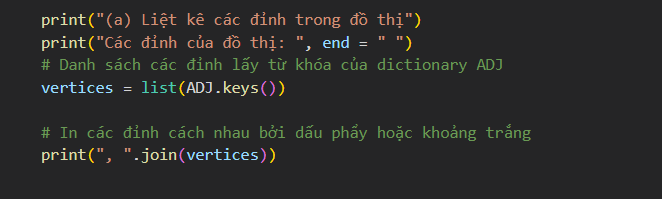 print("(a) Liệt kê các đỉnh trong đồ thị")
print("Các đỉnh của đồ thị: ", end = " ")
# Danh sách các đỉnh lấy từ khóa của dictionary ADJ
vertices = list(ADJ.keys())
# In các đỉnh cách nhau bởi dấu phẩy hoặc khoảng trắng
print(", ".join(vertices))